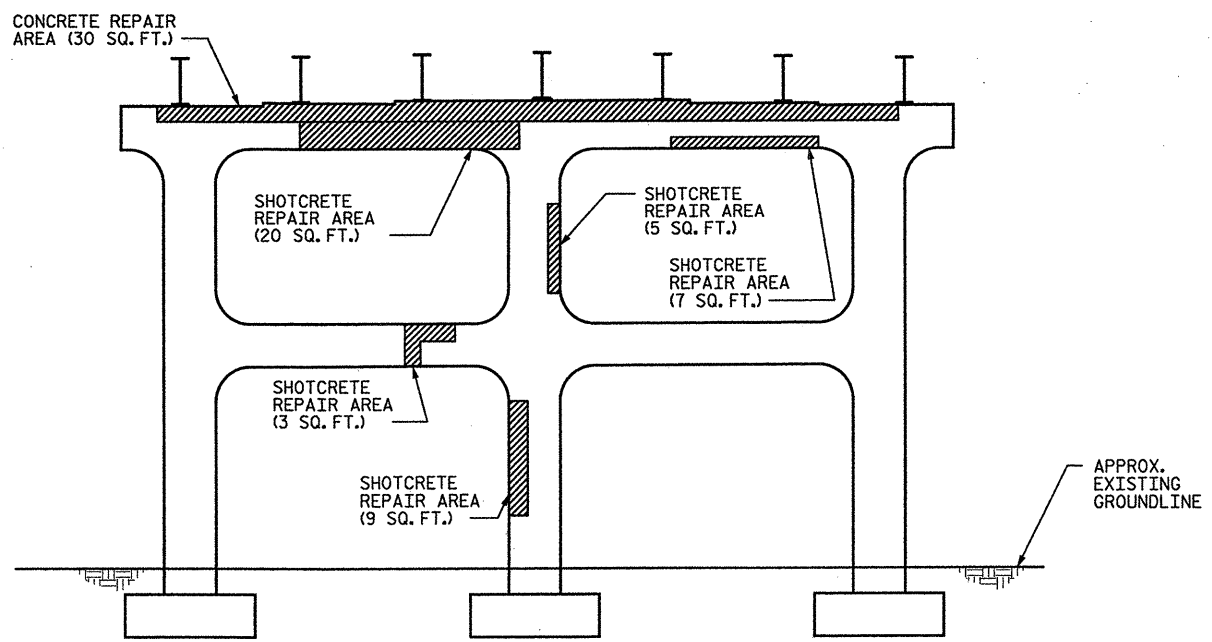 CONCRETE REPAIR
AREA (30 SQ.FT.)
SHOTCRETE
REPAIR AREA
(20 SQ.FT.)
SHOTCRETE
REPAIR AREA
(5 SQ.FT.)
SHOTCRETE
REPAIR AREA
(7 SQ.FT.)
SHOTCRETE
REPAIR AREA
(3 SQ.FT.)
SHOTCRETE
REPAIR AREA
(9 SQ.FT.)
APPROX.
EXISTING
GROUNDLINE